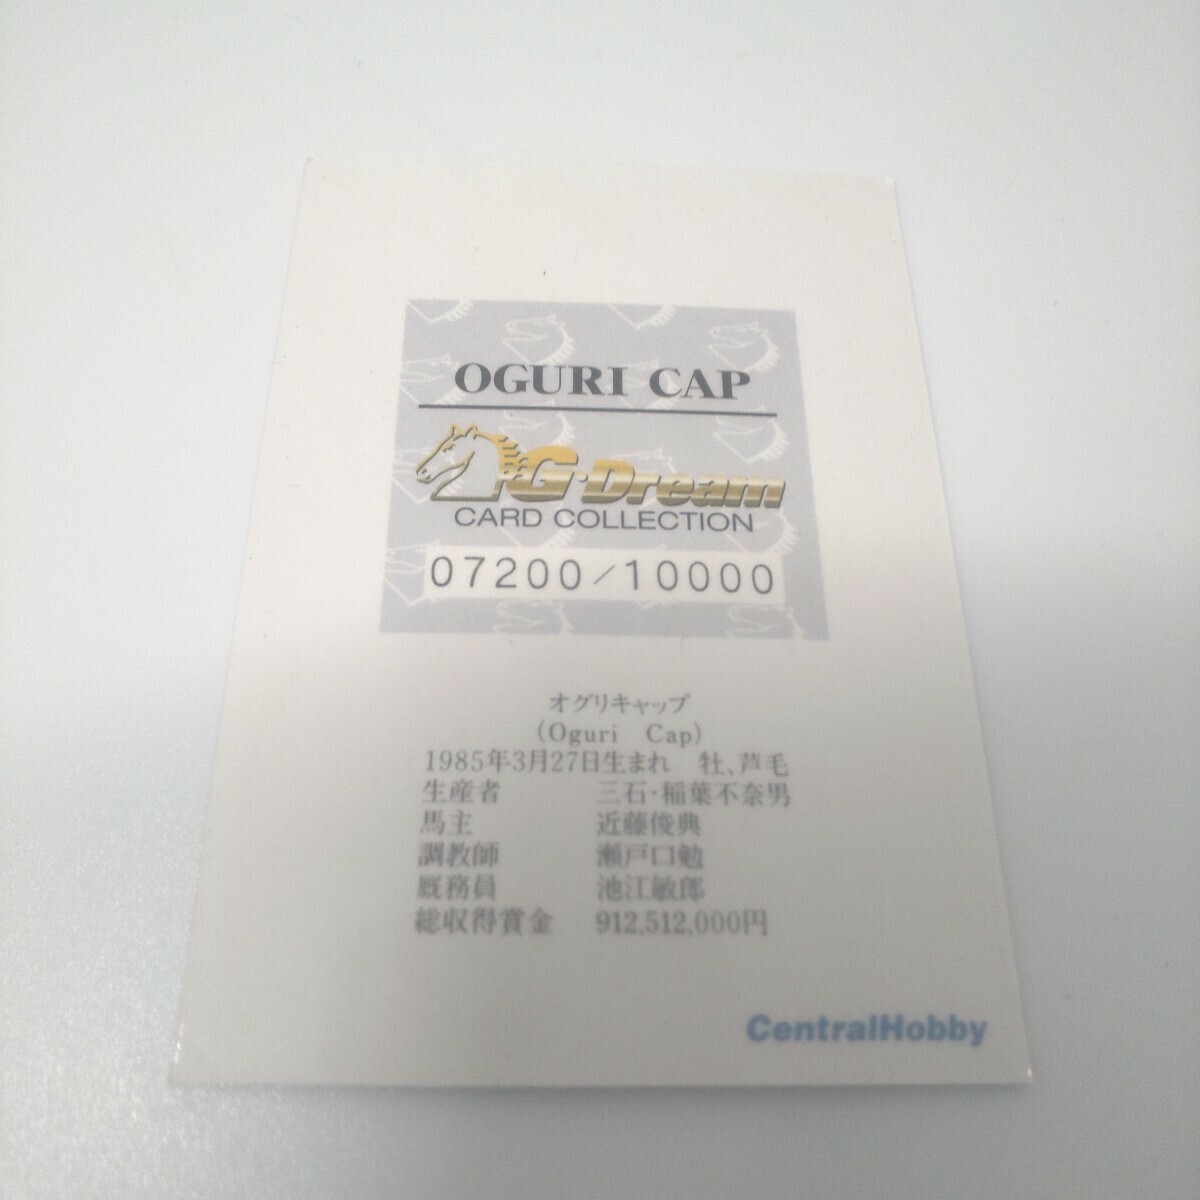 OGURI CAP
G·Dream
CARD COLLECTION
07200/10000
オグリキャップ
(Oguri Cap)
1985年3月27日生まれ 牡、芦毛
生産者 三石・稲葉不奈男
馬主 近藤俊典
調教師 瀬戸口勉
厩務員 池江敏郎
総収得賞金 912,512,000円
CentralHobby